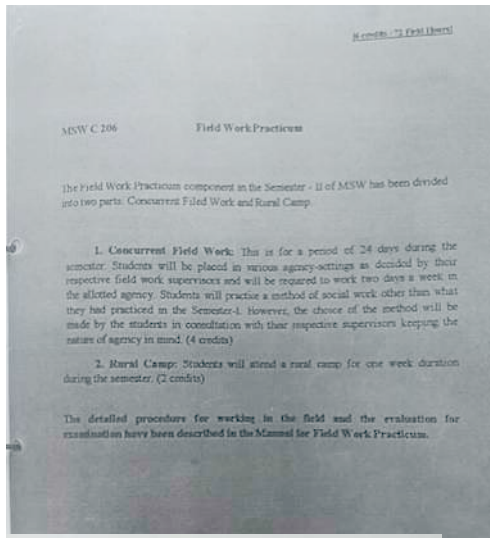 credits - 72 Field Hours]
MSW C 206 Field Work Practicum
The Field Work Practicum component in the Semester - II of MSW has been divided
into two parts: Concurrent Filed Work and Rural Camp.
1. Concurrent Field Work: This is for a period of 24 days during the
semester. Students will be placed in various agency-settings as decided by their
respective field work supervisors and will be required to work two days a week in
the allotted agency. Students will practice a method of social work other than what
they had practiced in the Semester-I. However, the choice of the method will be
made by the students in consultation with their respective supervisors keeping the
nature of agency in mind. (4 credits)
2. Rural Camp: Students will attend a rural camp for one week duration
during the semester. (2 credits)
The detailed procedure for working in the field and the evaluation for
examination have been described in the Manual for Field Work Practicum.